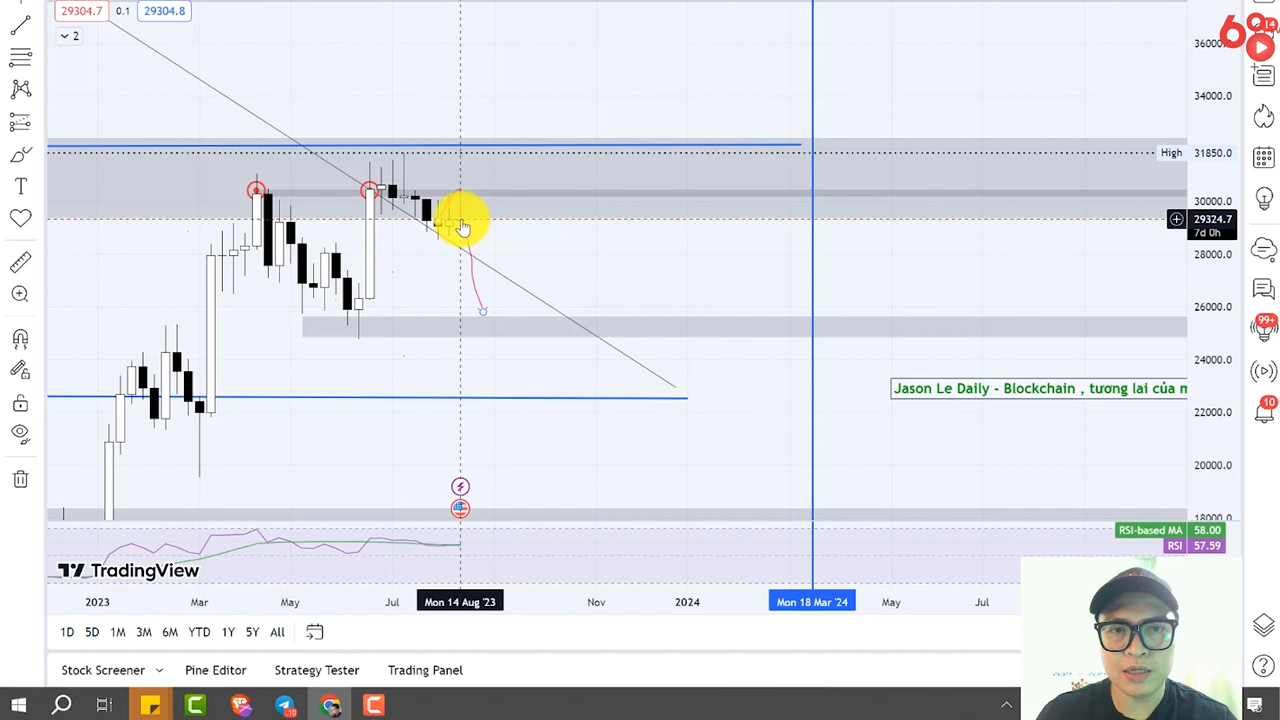 29304.7 0.1 29304.8
2
14
6
36000.0
34000.0
High 31850.0
30000.0
29324.7
7d 0h
28000.0
26000.0
99+
24000.0
Jason Le Daily - Blockchain , tương lai của m
22000.0
10
20000.0
18000.0
RSI-based MA 58.00
RSI 57.59
TradingView
2023 Mar May Jul Mon 14 Aug '23 Nov 2024 Mon 18 Mar '24 May Jul
1D 5D 1M 3M 6M YTD 1Y 5Y All
Stock Screener Pine Editor Strategy Tester Trading Panel
10